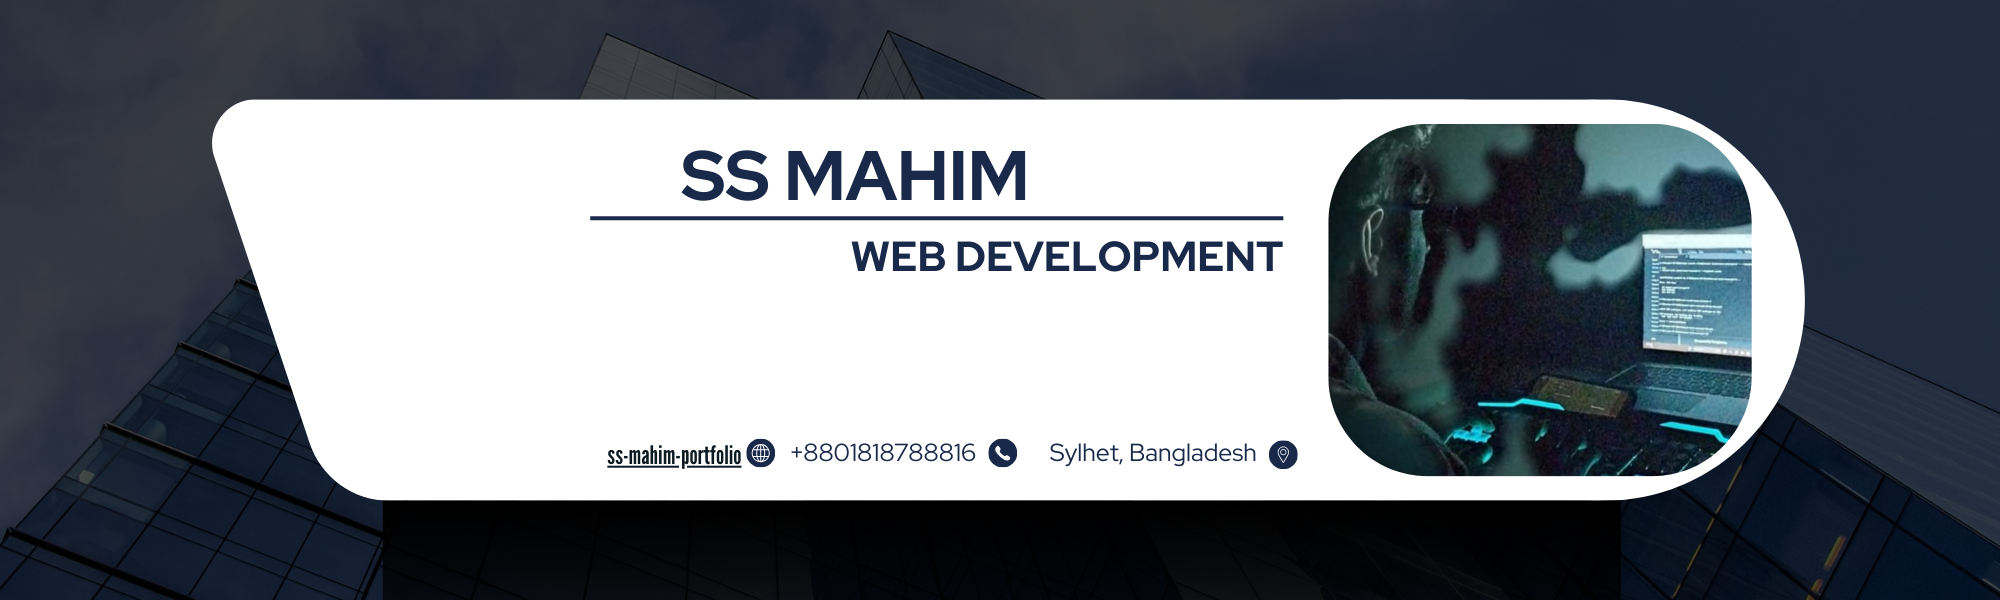 SS MAHIM
WEB DEVELOPMENT
ss-mahim-portfolio +8801818788816 Sylhet, Bangladesh